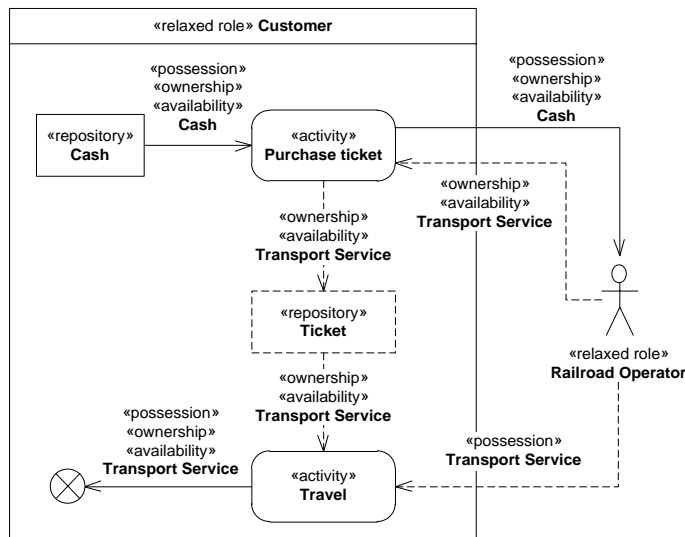 «relaxed role» Customer
«possession»
«ownership»
«availability»
Cash
«possession»
«ownership»
«availability»
Cash
«repository»
Cash
«activity»
Purchase ticket
«ownership»
«availability»
Transport Service
«ownership»
«availability»
Transport Service
«repository»
Ticket
«relaxed role»
Railroad Operator
«ownership»
«availability»
Transport Service
«possession»
«ownership»
«availability»
Transport Service
«possession»
Transport Service
«activity»
Travel